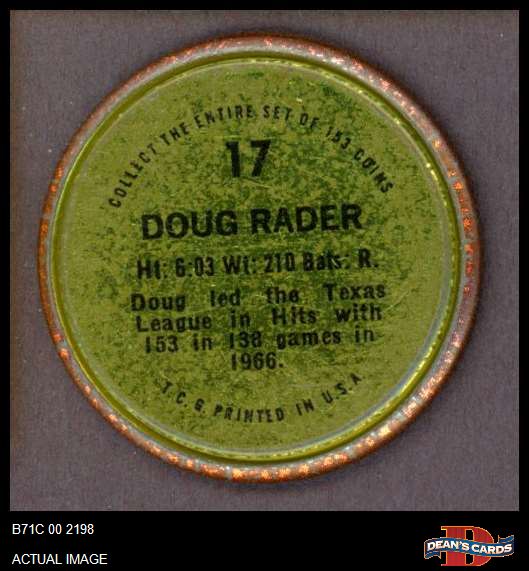 COLLECT THE ENTIRE SET OF 153 COINS
17
DOUG RADER
Ht: 6-03 Wt: 210 Bats: R.
Doug led the Texas
League in Hits with
153 in 138 games in
1966.
T.C.G. PRINTED IN U.S.A.
B71C 00 2198
ACTUAL IMAGE
D
DEAN'S CARDS